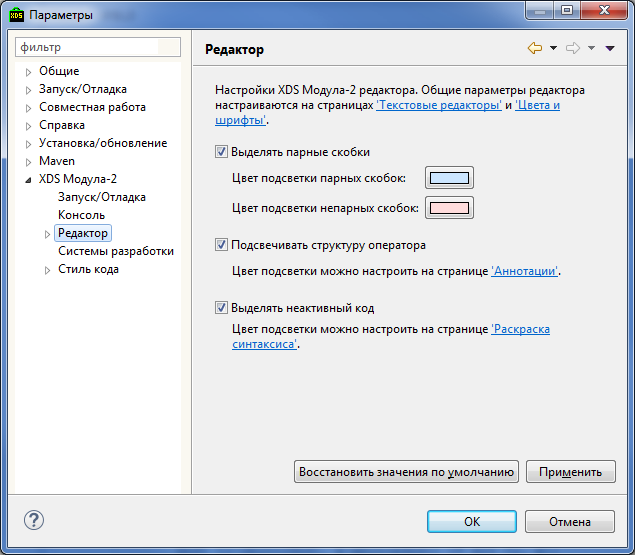 XDS Параметры
фильтр
Общие
Запуск/Отладка
Совместная работа
Справка
Установка/обновление
Maven
XDS Модула-2
Запуск/Отладка
Консоль
Редактор
Системы разработки
Стиль кода
Редактор
Настройки XDS Модула-2 редактора. Общие параметры редактора
настраиваются на страницах 'Текстовые редакторы' и 'Цвета и
шрифты'.
Выделять парные скобки
Цвет подсветки парных скобок:
Цвет подсветки непарных скобок:
Подсвечивать структуру оператора
Цвет подсветки можно настроить на странице 'Аннотации'.
Выделять неактивный код
Цвет подсветки можно настроить на странице 'Раскраска
синтаксиса'.
Восстановить значения по умолчанию Применить
? OK Отмена